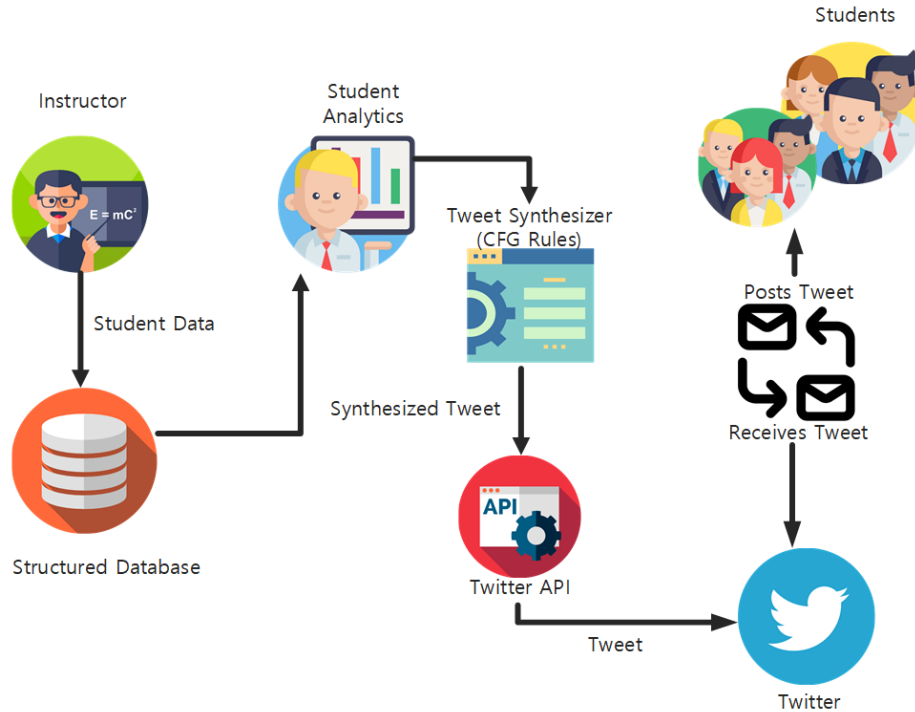 Students
Instructor
Student
Analytics
E = mC²
Tweet Synthesizer
(CFG Rules)
Student Data
Posts Tweet
Synthesized Tweet
Receives Tweet
API
Structured Database
Twitter API
Tweet
Twitter